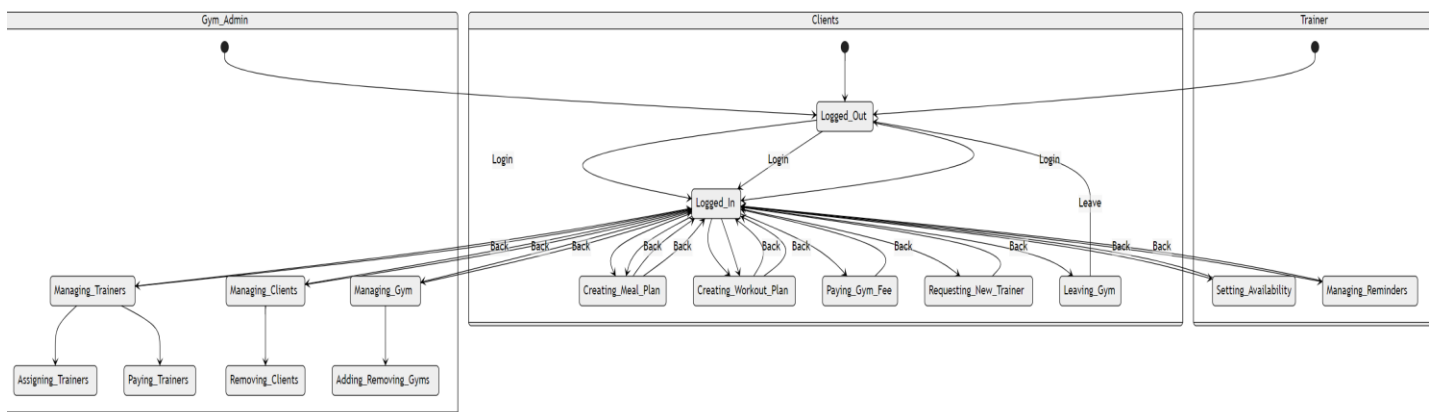 Gym_Admin
Clients
Trainer
Logged_Out
Login
Login
Login
Logged_In
Leave
Back
Back
Back
Back
Back
Back
Back
Back
Back
Back
Managing_Trainers
Managing_Clients
Managing_Gym
Creating_Meal_Plan
Creating_Workout_Plan
Paying_Gym_Fee
Requesting_New_Trainer
Leaving_Gym
Setting_Availability
Managing_Reminders
Assigning_Trainers
Paying_Trainers
Removing_Clients
Adding_Removing_Gyms